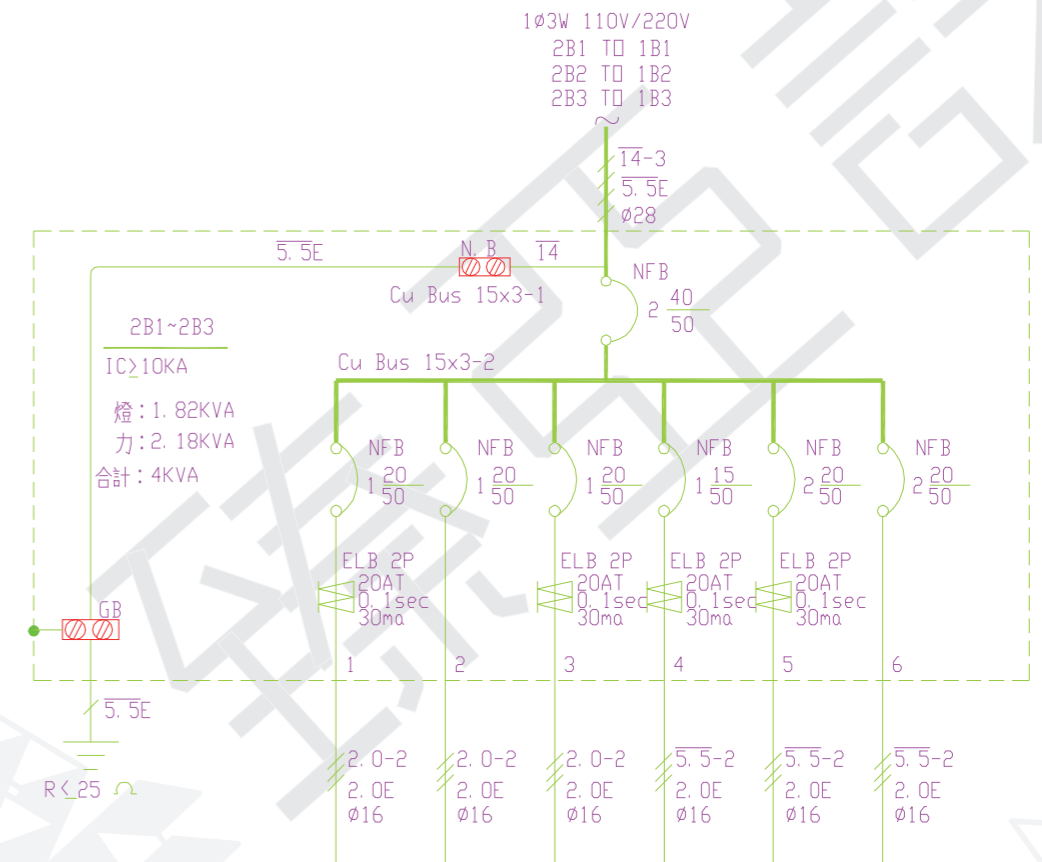 1ø3W 110V/220V
2B1 TO 1B1
2B2 TO 1B2
2B3 TO 1B3
14-3
5.5E
ø28
5.5E
N.B
14
Cu Bus 15x3-1
NFB
2 40/50
2B1~2B3
IC≥10KA
燈:1.82KVA
力:2.18KVA
合計:4KVA
Cu Bus 15x3-2
NFB
1 20/50
NFB
1 20/50
NFB
1 20/50
NFB
1 15/50
NFB
2 20/50
NFB
2 20/50
ELB 2P
20AT
0.1sec
30ma
ELB 2P
20AT
0.1sec
30ma
ELB 2P
20AT
0.1sec
30ma
ELB 2P
20AT
0.1sec
30ma
GB
1 2 3 4 5 6
5.5E
R≤25 Ω
2.0-2
2.0E
ø16
2.0-2
2.0E
ø16
2.0-2
2.0E
ø16
5.5-2
2.0E
ø16
5.5-2
2.0E
ø16
5.5-2
2.0E
ø16